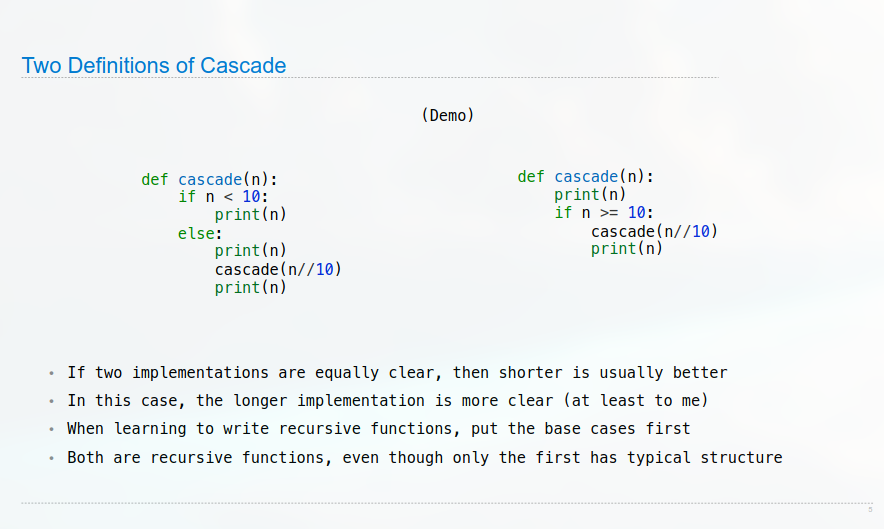 Two Definitions of Cascade
(Demo)
def cascade(n):
    if n < 10:
        print(n)
    else:
        print(n)
        cascade(n//10)
        print(n)
def cascade(n):
    print(n)
    if n >= 10:
        cascade(n//10)
        print(n)
• If two implementations are equally clear, then shorter is usually better
• In this case, the longer implementation is more clear (at least to me)
• When learning to write recursive functions, put the base cases first
• Both are recursive functions, even though only the first has typical structure
5